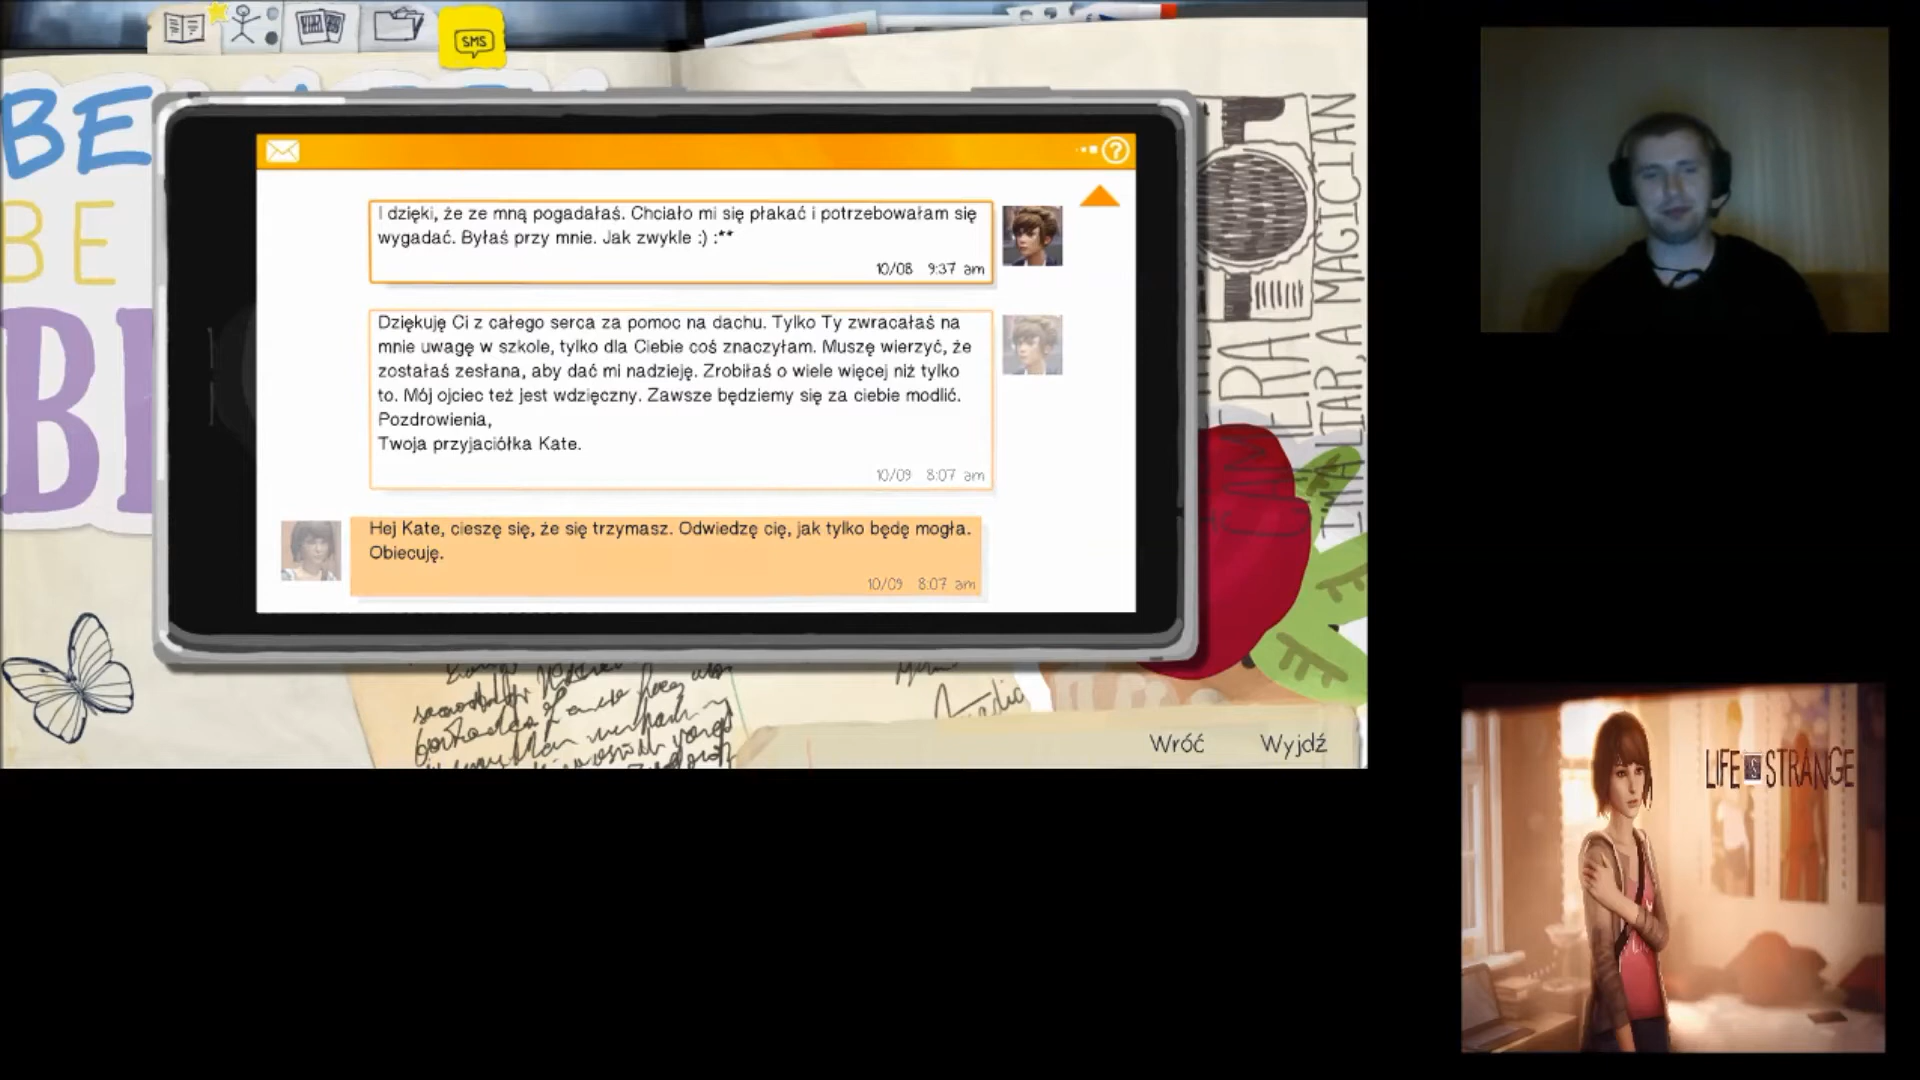 SMS
BE
BE
I dzięki, że ze mną pogadałaś. Chciało mi się płakać i potrzebowałam się
wygadać. Byłaś przy mnie. Jak zwykle :) :**
10/08 9:37 am
Dziękuję Ci z całego serca za pomoc na dachu. Tylko Ty zwracałaś na
mnie uwagę w szkole, tylko dla Ciebie coś znaczyłam. Muszę wierzyć, że
zostałaś zesłana, aby dać mi nadzieję. Zrobiłaś o wiele więcej niż tylko
to. Mój ojciec też jest wdzięczny. Zawsze będziemy się za ciebie modlić.
Pozdrowienia,
Twoja przyjaciółka Kate.
10/09 8:07 am
Hej Kate, cieszę się, że się trzymasz. Odwiedzę cię, jak tylko będę mogła.
Obiecuję.
10/09 8:07 am
CAMERA
I'M A LIAR, A MAGICIAN
Wróć Wyjdź
LIFE IS STRANGE